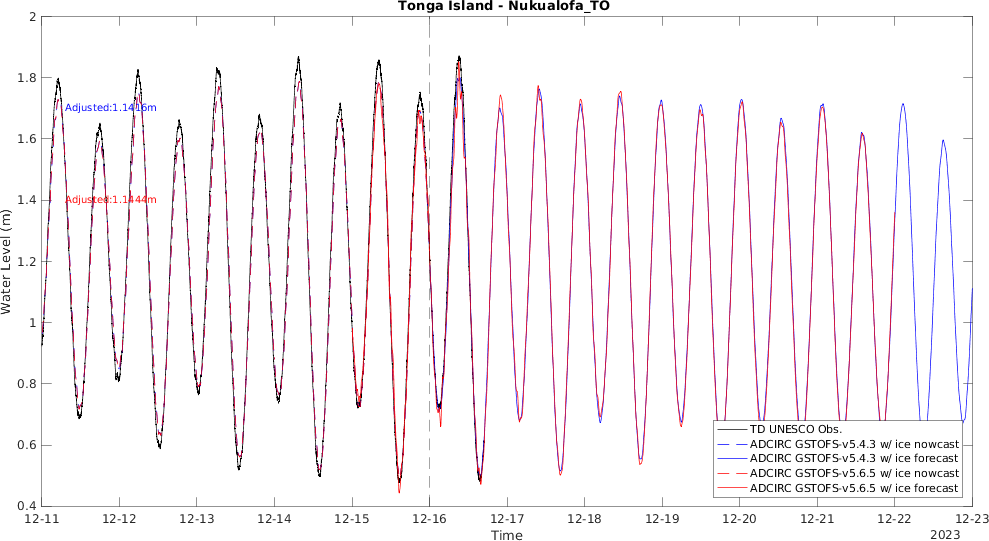 Tonga Island - Nukualofa_TO
2
1.8
Adjusted:1.1416m
1.6
1.4
Adjusted:1.1444m
1.2
1
0.8
0.6
0.4
Water Level (m)
TD UNESCO Obs.
ADCIRC GSTOFS-v5.4.3 w/ ice nowcast
ADCIRC GSTOFS-v5.4.3 w/ ice forecast
ADCIRC GSTOFS-v5.6.5 w/ ice nowcast
ADCIRC GSTOFS-v5.6.5 w/ ice forecast
12-11 12-12 12-13 12-14 12-15 12-16 12-17 12-18 12-19 12-20 12-21 12-22 12-23
Time
2023